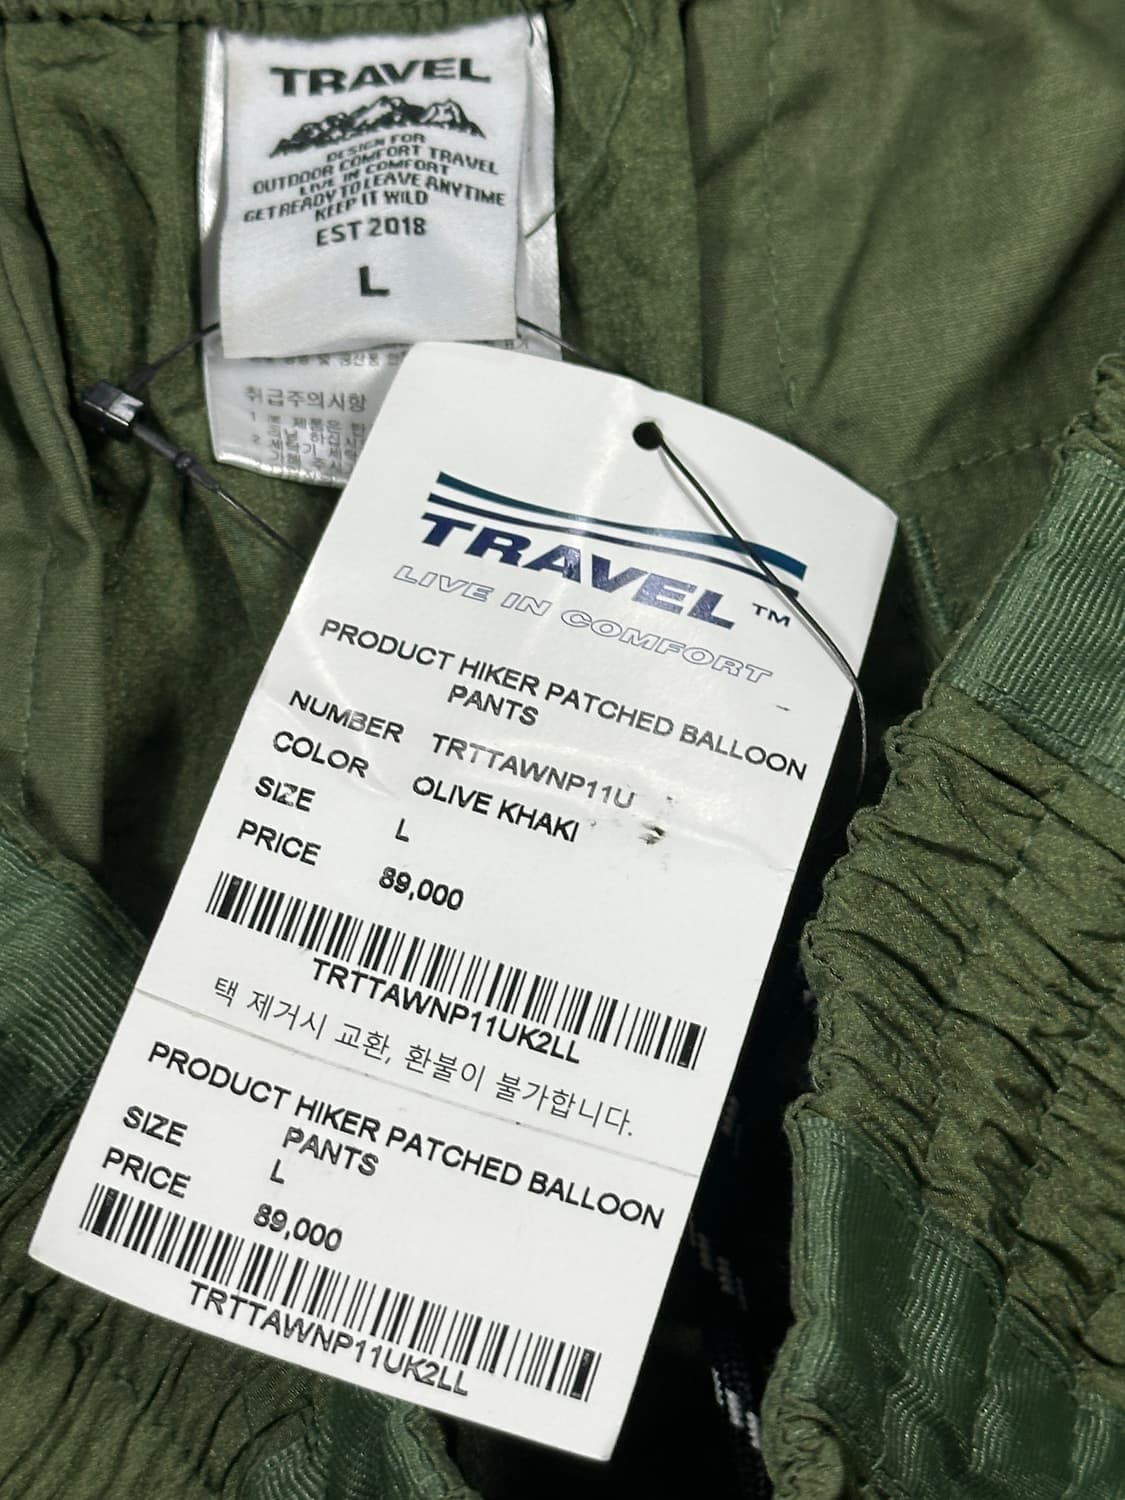 TRAVEL
DESIGN FOR
OUTDOOR COMFORT TRAVEL
LIVE IN COMFORT
GET READY TO LEAVE ANYTIME
KEEP IT WILD
EST 2018
L
취급주의사항
TRAVEL™
LIVE IN COMFORT
PRODUCT HIKER PATCHED BALLOON
PANTS
NUMBER TRTTAWNP11U
COLOR OLIVE KHAKI
SIZE L
PRICE 89,000
TRTTAWNP11UK2LL
택 제거시 교환, 환불이 불가합니다.
PRODUCT HIKER PATCHED BALLOON
PANTS
SIZE L
PRICE 89,000
TRTTAWNP11UK2LL